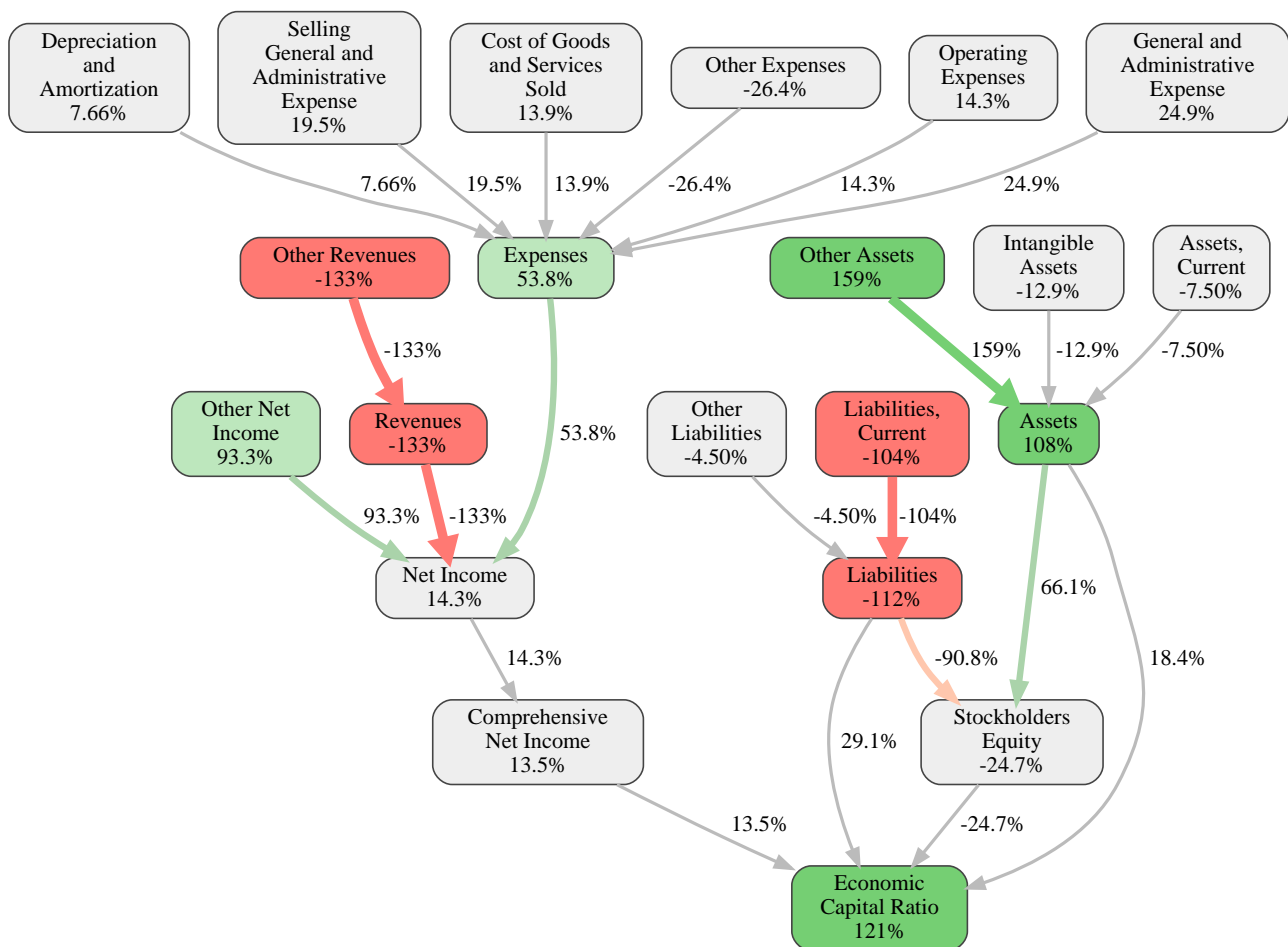 Depreciation
and
Amortization
7.66%
Selling
General and
Administrative
Expense
19.5%
Cost of Goods
and Services
Sold
13.9%
Other Expenses
-26.4%
Operating
Expenses
14.3%
General and
Administrative
Expense
24.9%
7.66%
19.5%
13.9%
-26.4%
14.3%
24.9%
Other Revenues
-133%
Expenses
53.8%
Other Assets
159%
Intangible
Assets
-12.9%
Assets,
Current
-7.50%
-133%
159%
-12.9%
-7.50%
Other Net
Income
93.3%
Revenues
-133%
53.8%
Other
Liabilities
-4.50%
Liabilities,
Current
-104%
Assets
108%
93.3%
-133%
-4.50%
-104%
Net Income
14.3%
Liabilities
-112%
66.1%
14.3%
-90.8%
18.4%
Comprehensive
Net Income
13.5%
29.1%
Stockholders
Equity
-24.7%
13.5%
-24.7%
Economic
Capital Ratio
121%